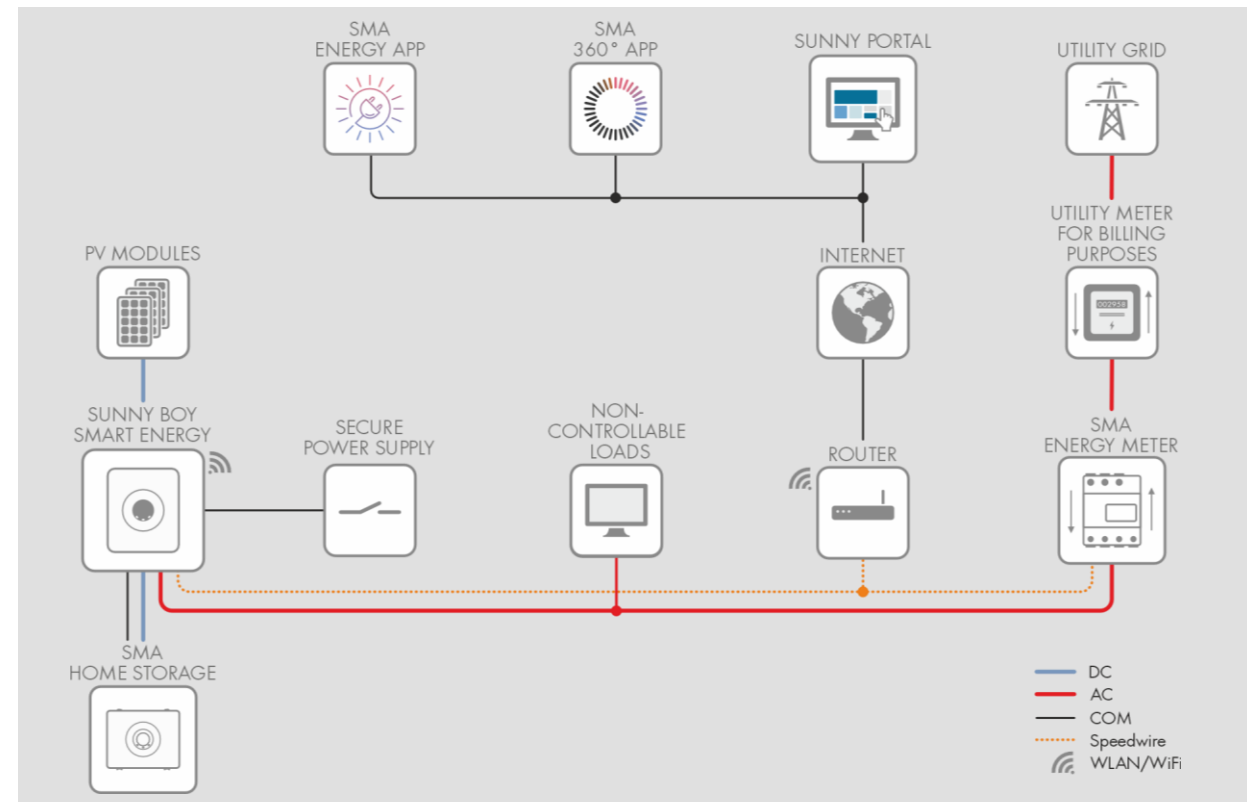 SMA
ENERGY APP
SMA
360° APP
SUNNY PORTAL
UTILITY GRID
UTILITY METER
FOR BILLING
PURPOSES
002958
PV MODULES
INTERNET
SUNNY BOY
SMART ENERGY
SECURE
POWER SUPPLY
NON-
CONTROLLABLE
LOADS
ROUTER
SMA
ENERGY METER
SMA
HOME STORAGE
DC
AC
COM
Speedwire
WLAN/WiFi